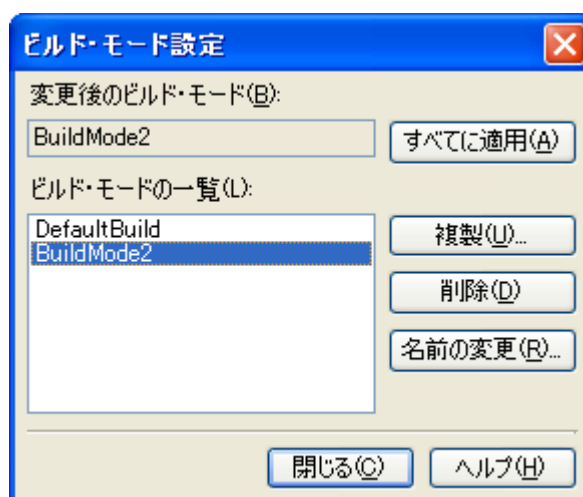 ビルド・モード設定
変更後のビルド・モード(B):
BuildMode2
すべてに適用(A)
ビルド・モードの一覧(L):
DefaultBuild
BuildMode2
複製(U)...
削除(D)
名前の変更(R)...
閉じる(C)
ヘルプ(H)